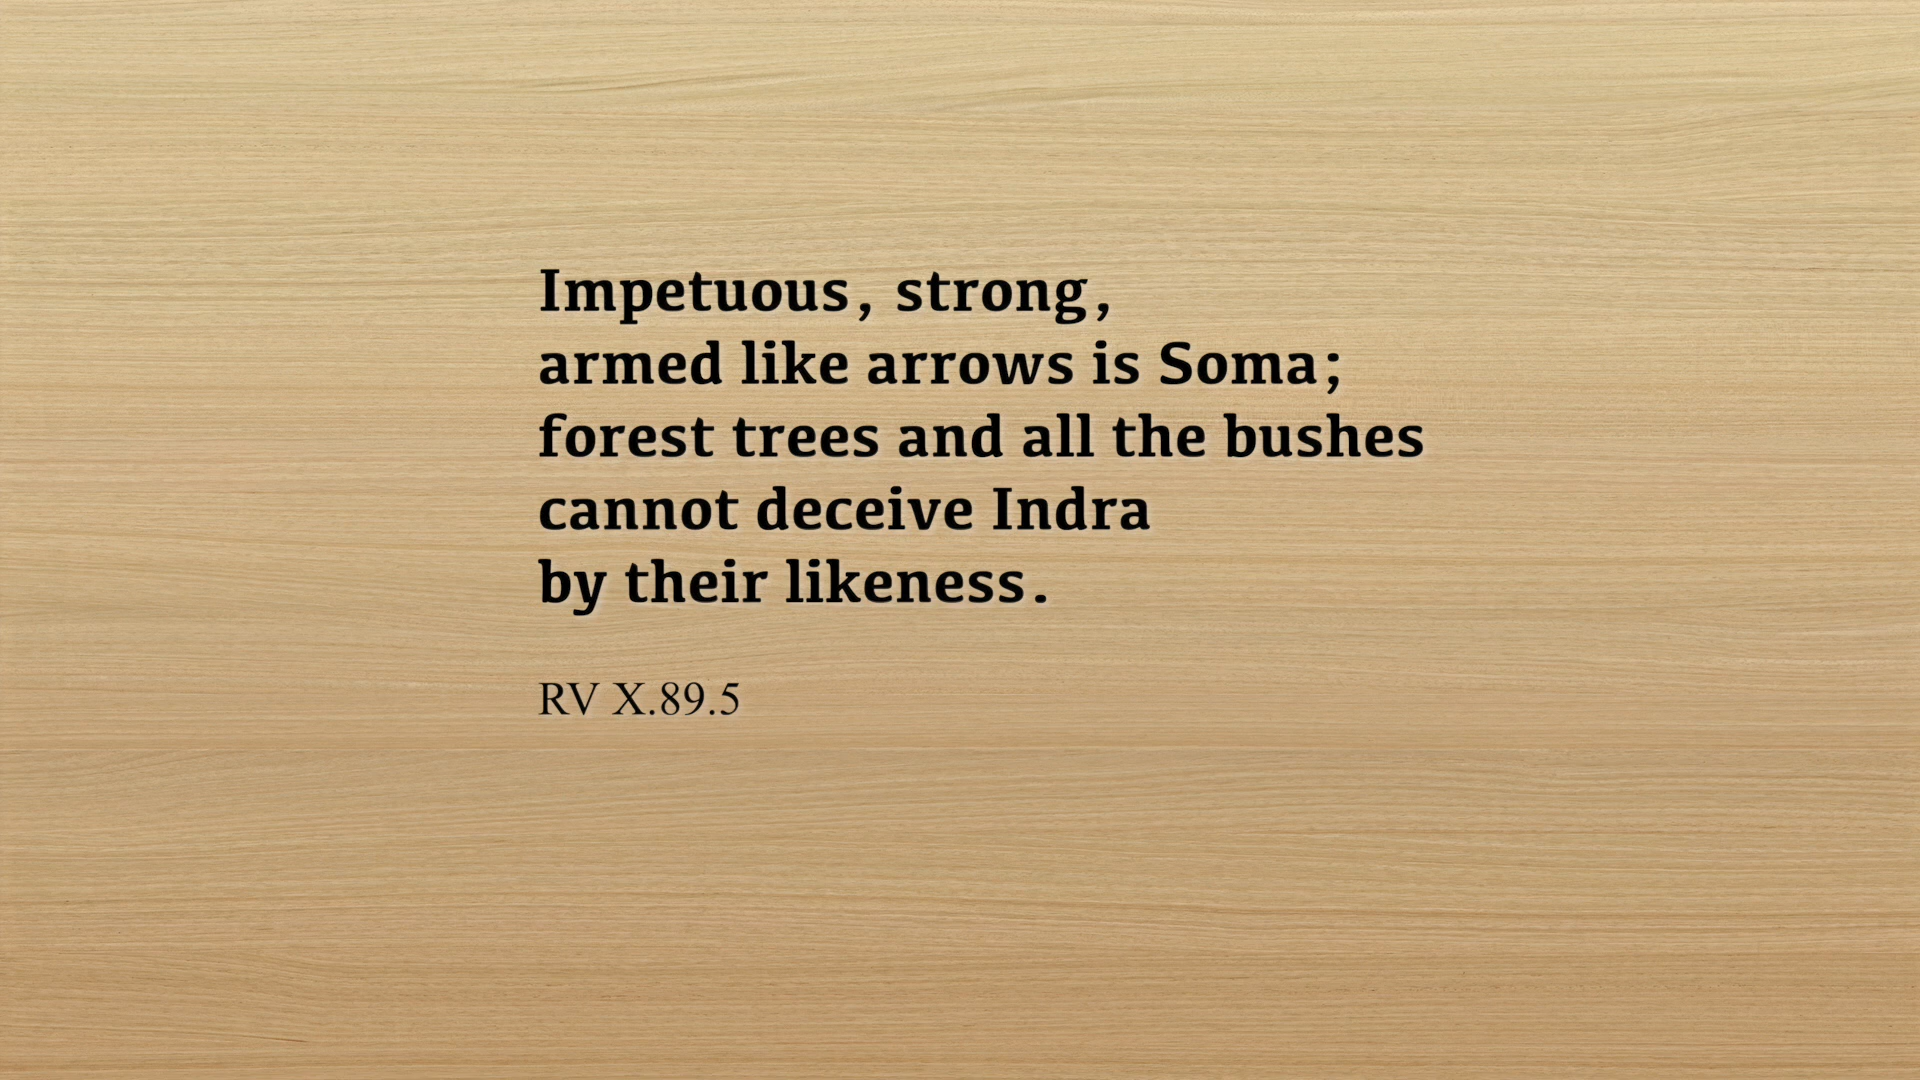 Impetuous, strong,
armed like arrows is Soma;
forest trees and all the bushes
cannot deceive Indra
by their likeness.
RV X.89.5